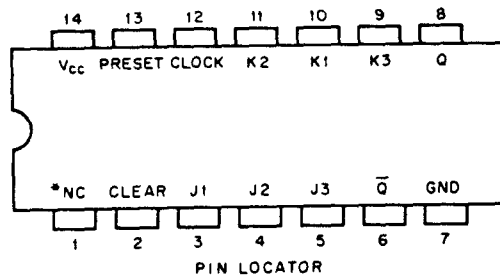 14 13 12 11 10 9 8
Vcc PRESET CLOCK K2 K1 K3 Q
*NC CLEAR J1 J2 J3 Q̅ GND
1 2 3 4 5 6 7
PIN LOCATOR